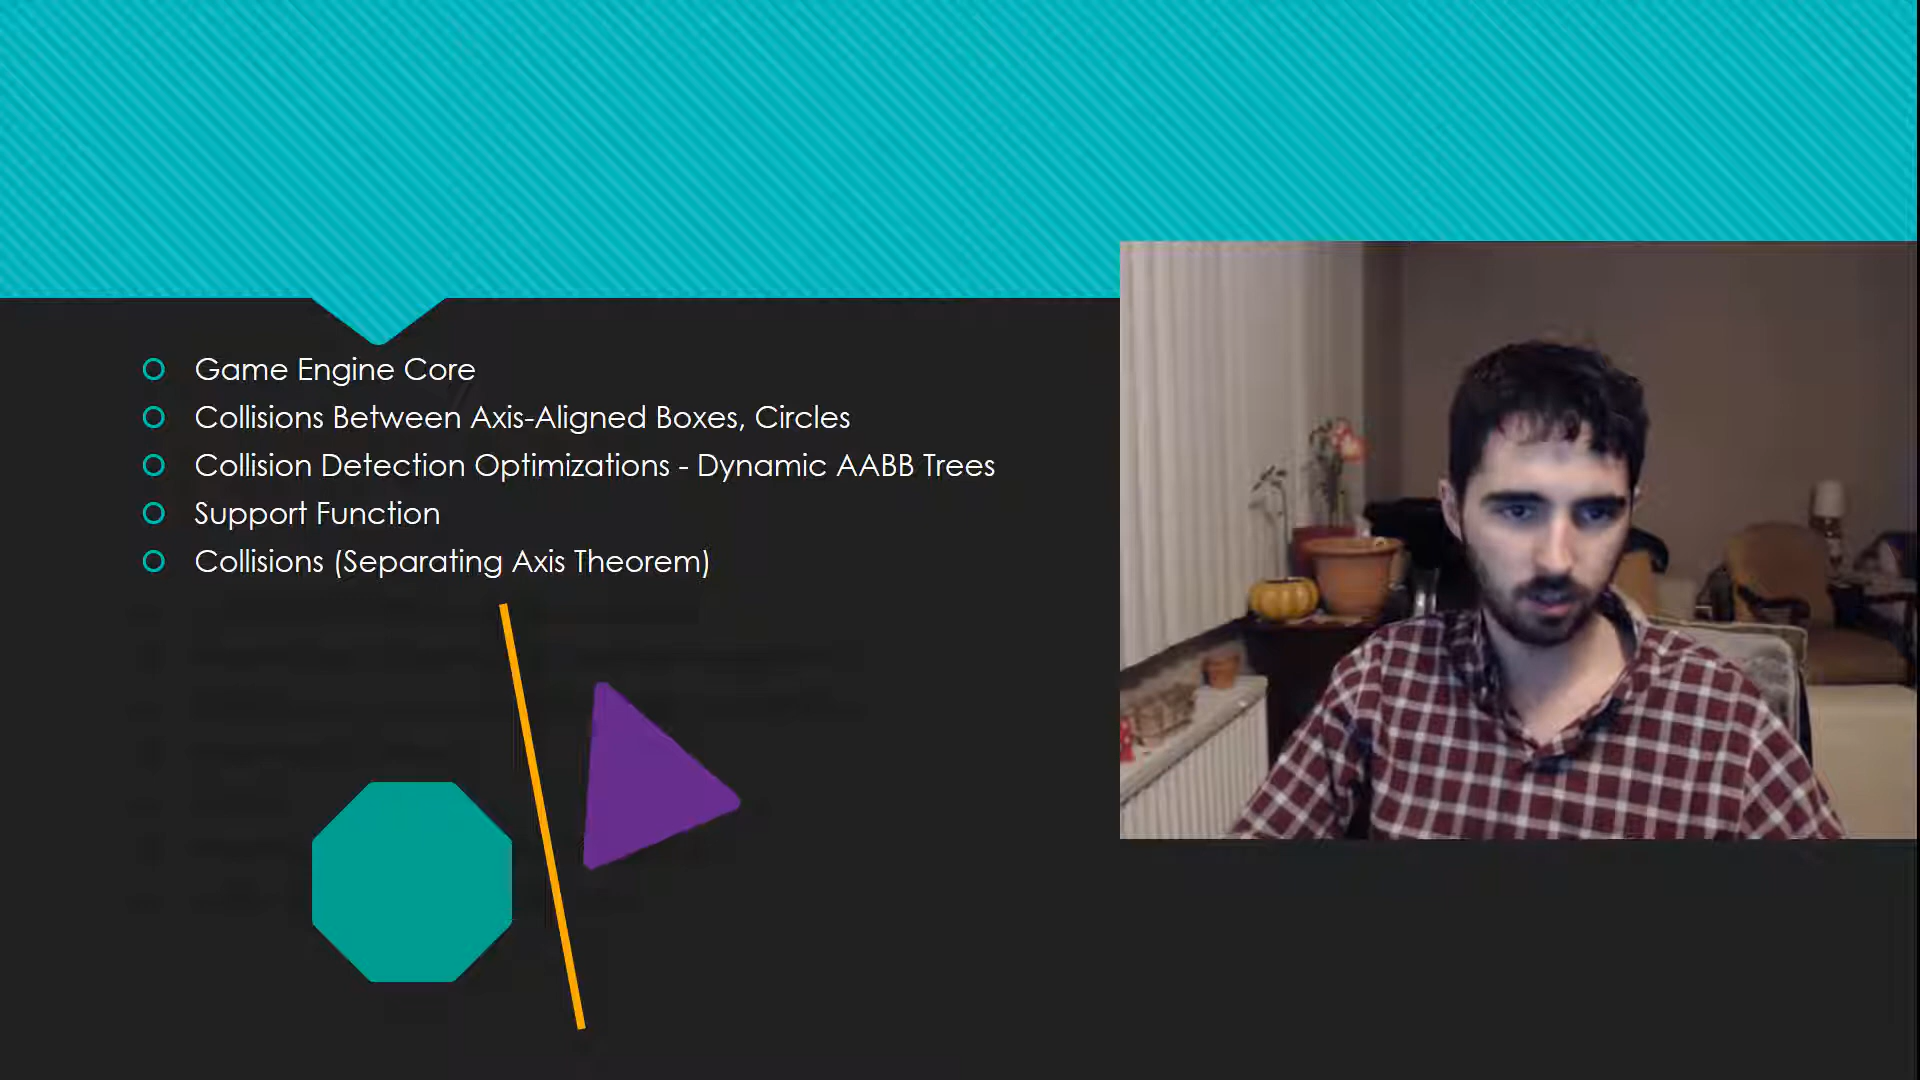 Game Engine Core
Collisions Between Axis-Aligned Boxes, Circles
Collision Detection Optimizations - Dynamic AABB Trees
Support Function
Collisions (Separating Axis Theorem)